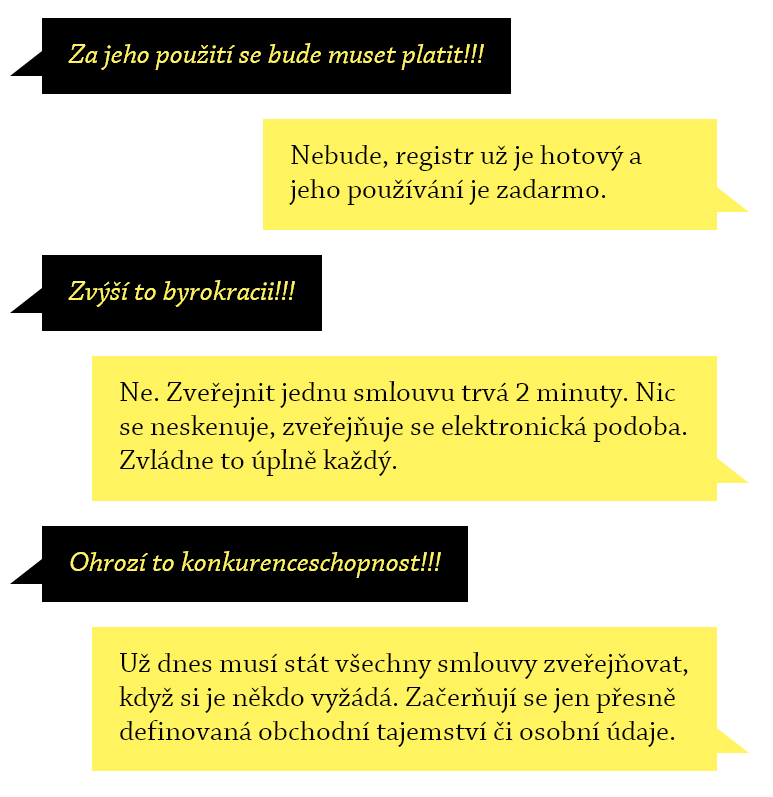 Za jeho použití se bude muset platit!!!
Nebude, registr už je hotový a
jeho používání je zadarmo.
Zvýší to byrokracii!!!
Ne. Zveřejnit jednu smlouvu trvá 2 minuty. Nic
se neskenuje, zveřejňuje se elektronická podoba.
Zvládne to úplně každý.
Ohrozí to konkurenceschopnost!!!
Už dnes musí stát všechny smlouvy zveřejňovat,
když si je někdo vyžádá. Začerňují se jen přesně
definovaná obchodní tajemství či osobní údaje.